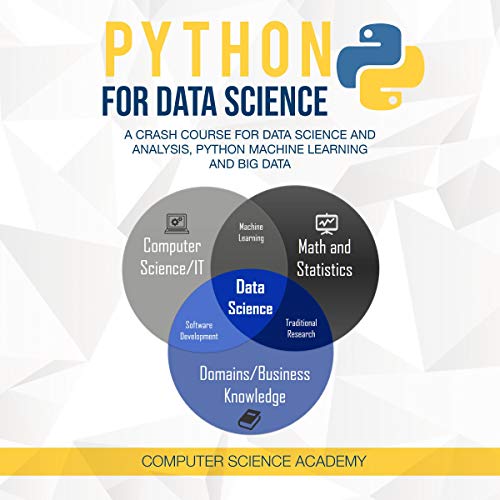 PYTHON
FOR DATA SCIENCE
A CRASH COURSE FOR DATA SCIENCE AND
ANALYSIS, PYTHON MACHINE LEARNING
AND BIG DATA
Computer
Science/IT
Machine
Learning
Math and
Statistics
Data
Science
Software
Development
Traditional
Research
Domains/Business
Knowledge
COMPUTER SCIENCE ACADEMY